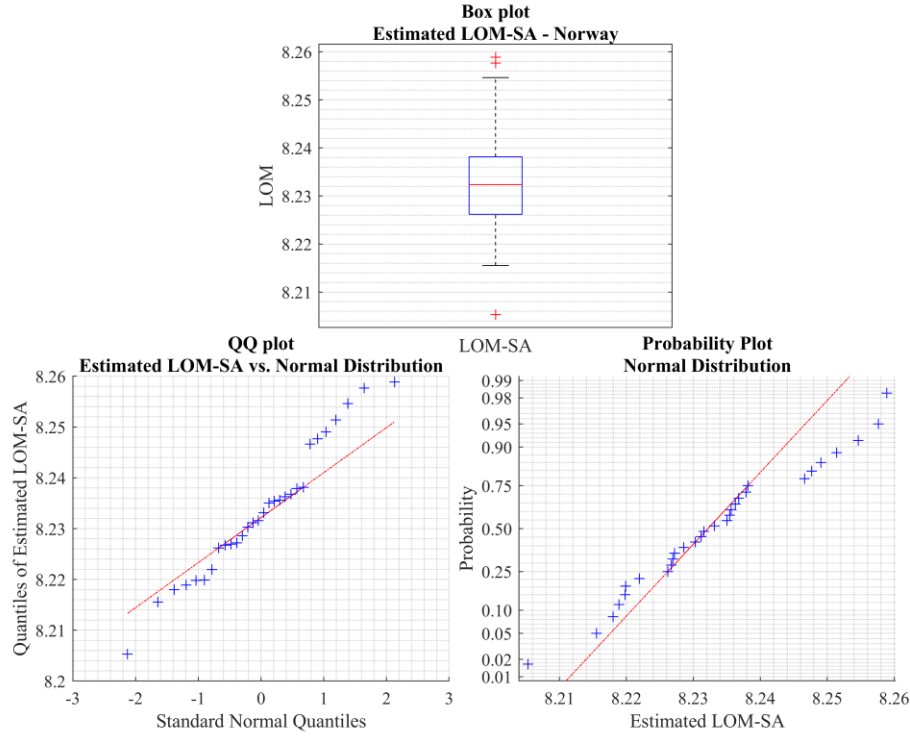 Box plot
Estimated LOM-SA - Norway
8.26
8.25
8.24
8.23
8.22
8.21
LOM
LOM-SA
QQ plot
Estimated LOM-SA vs. Normal Distribution
8.26
8.25
8.24
8.23
8.22
8.21
8.2
Quantiles of Estimated LOM-SA
-3 -2 -1 0 1 2 3
Standard Normal Quantiles
Probability Plot
Normal Distribution
0.99
0.98
0.95
0.90
0.75
0.50
0.25
0.10
0.05
0.02
0.01
Probability
8.21 8.22 8.23 8.24 8.25 8.26
Estimated LOM-SA